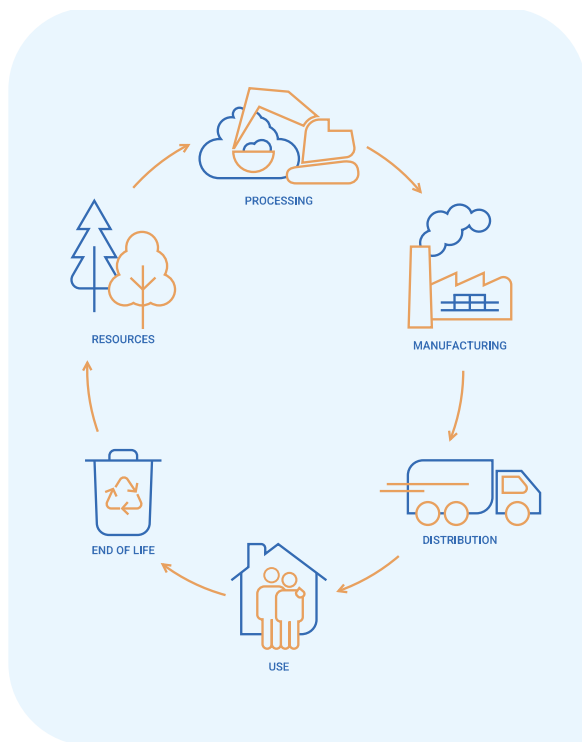 PROCESSING
RESOURCES
MANUFACTURING
END OF LIFE
DISTRIBUTION
USE